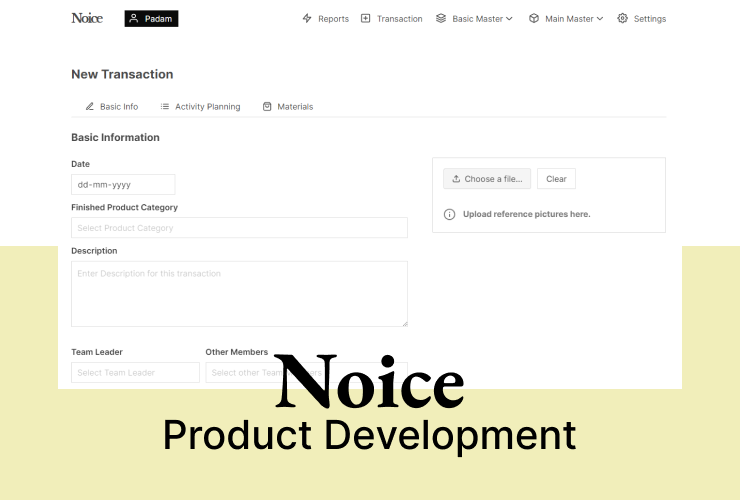 Noice Padam Reports Transaction Basic Master Main Master Settings
New Transaction
Basic Info Activity Planning Materials
Basic Information
Date
dd-mm-yyyy
Choose a file... Clear
Finished Product Category
Select Product Category
Upload reference pictures here.
Description
Enter Description for this transaction
Team Leader Other Members
Select Team Leader Select other Team
Noice
Product Development